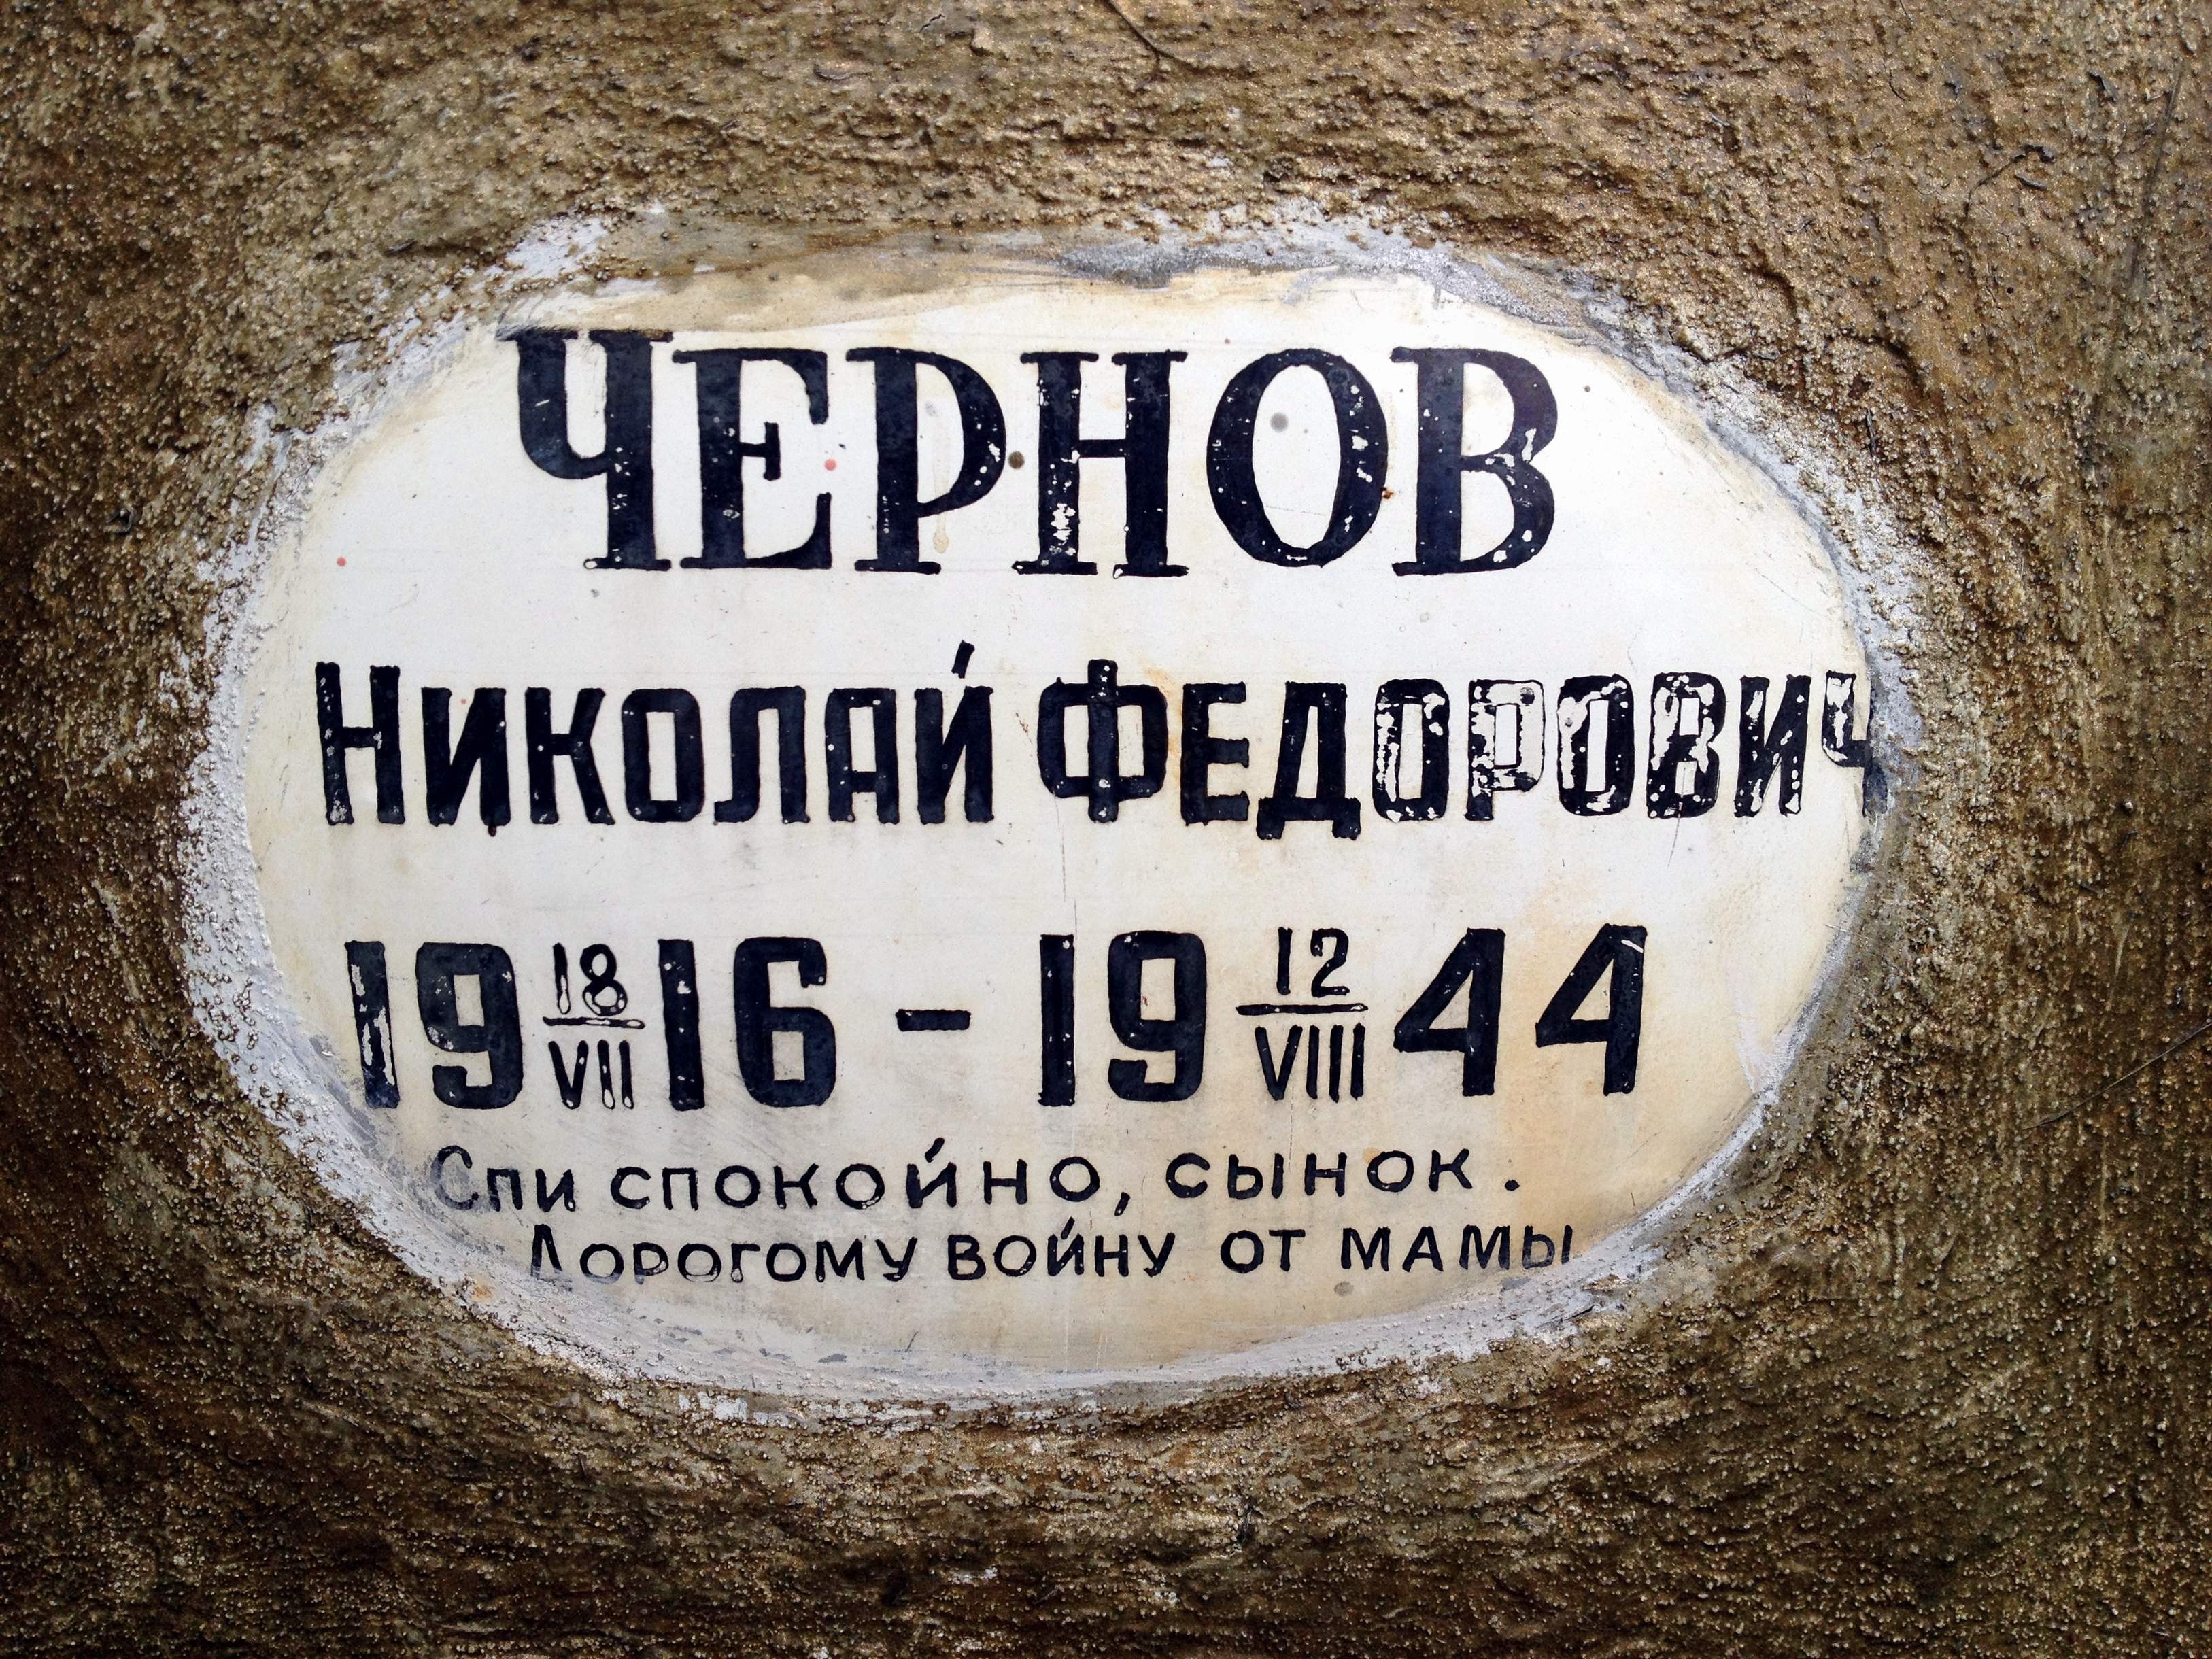 ЧЕРНОВ
Николай Федорович
19 18/VII 16 - 19 12/VIII 44
Спи спокойно, сынок.
Дорогому войну от мамы